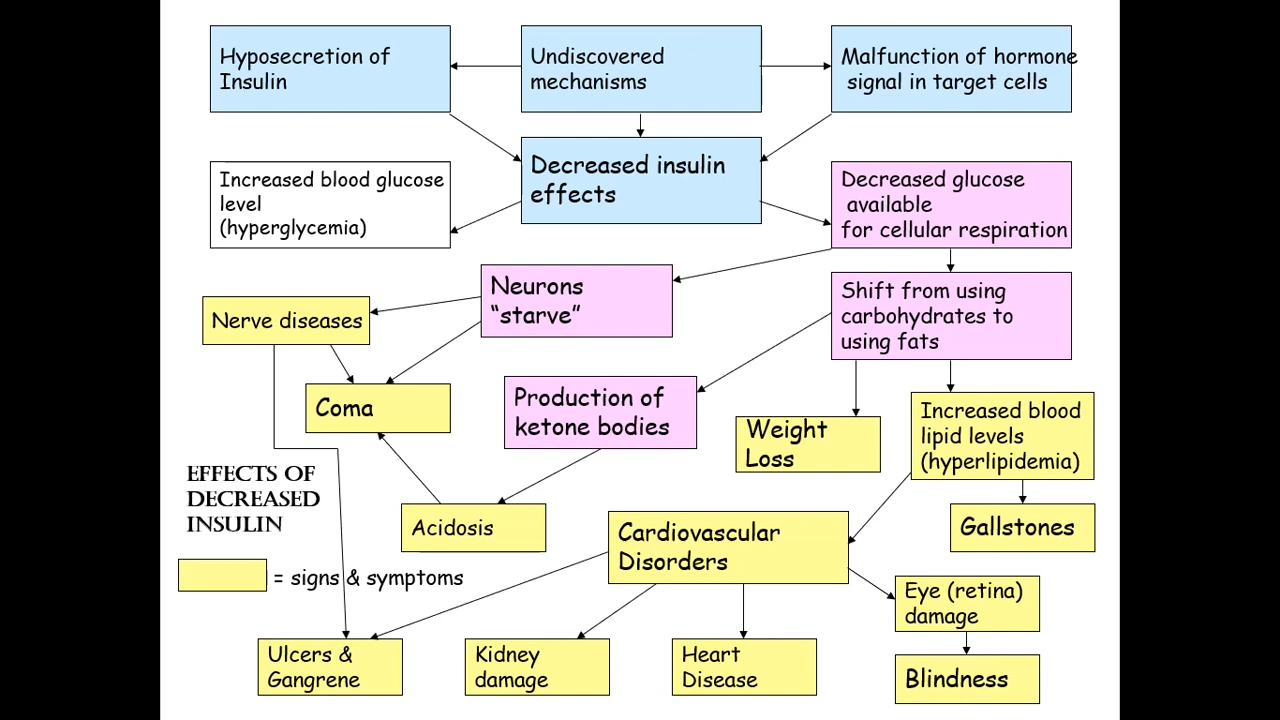 Hyposecretion of
Insulin
Undiscovered
mechanisms
Malfunction of hormone
signal in target cells
Decreased insulin
effects
Increased blood glucose
level
(hyperglycemia)
Decreased glucose
available
for cellular respiration
Neurons
“starve”
Shift from using
carbohydrates to
using fats
Nerve diseases
Coma
Production of
ketone bodies
Weight
Loss
Increased blood
lipid levels
(hyperlipidemia)
EFFECTS OF
DECREASED
INSULIN
Acidosis
Cardiovascular
Disorders
Gallstones
= signs & symptoms
Eye (retina)
damage
Ulcers &
Gangrene
Kidney
damage
Heart
Disease
Blindness